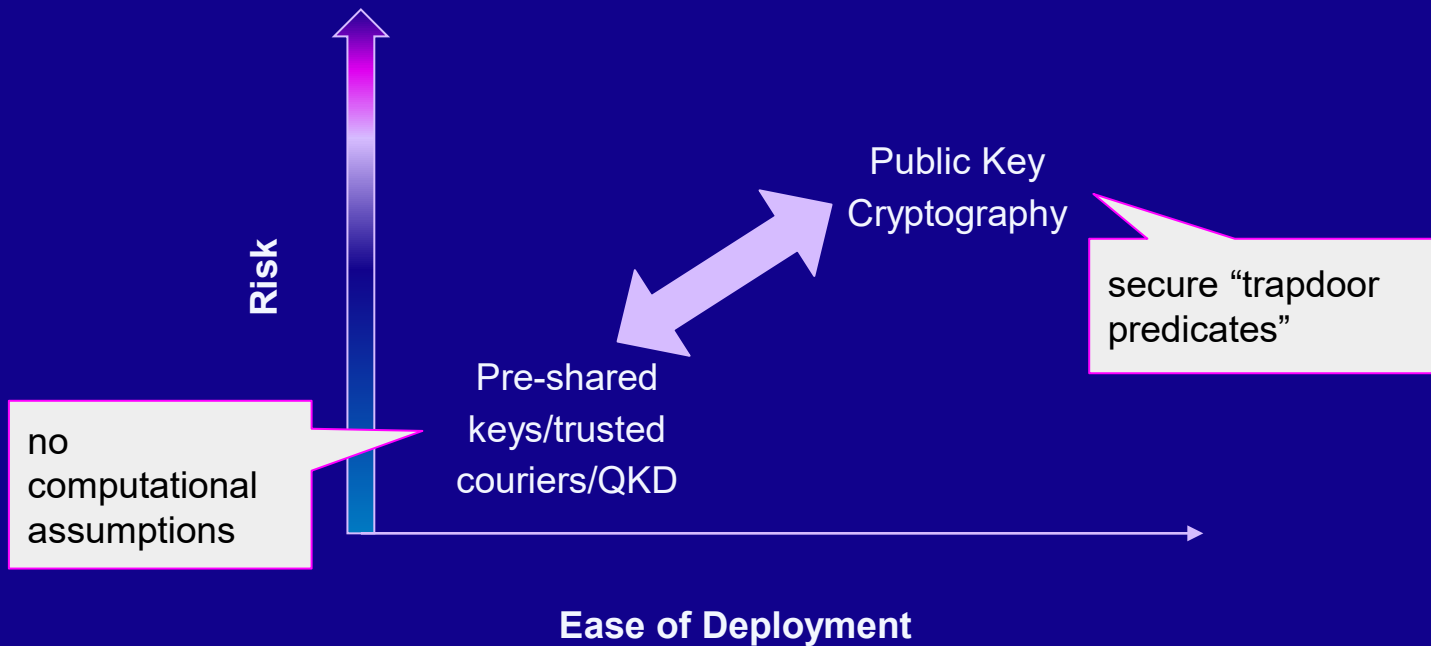 Risk
Public Key
Cryptography
secure “trapdoor
predicates”
Pre-shared
keys/trusted
couriers/QKD
no
computational
assumptions
Ease of Deployment